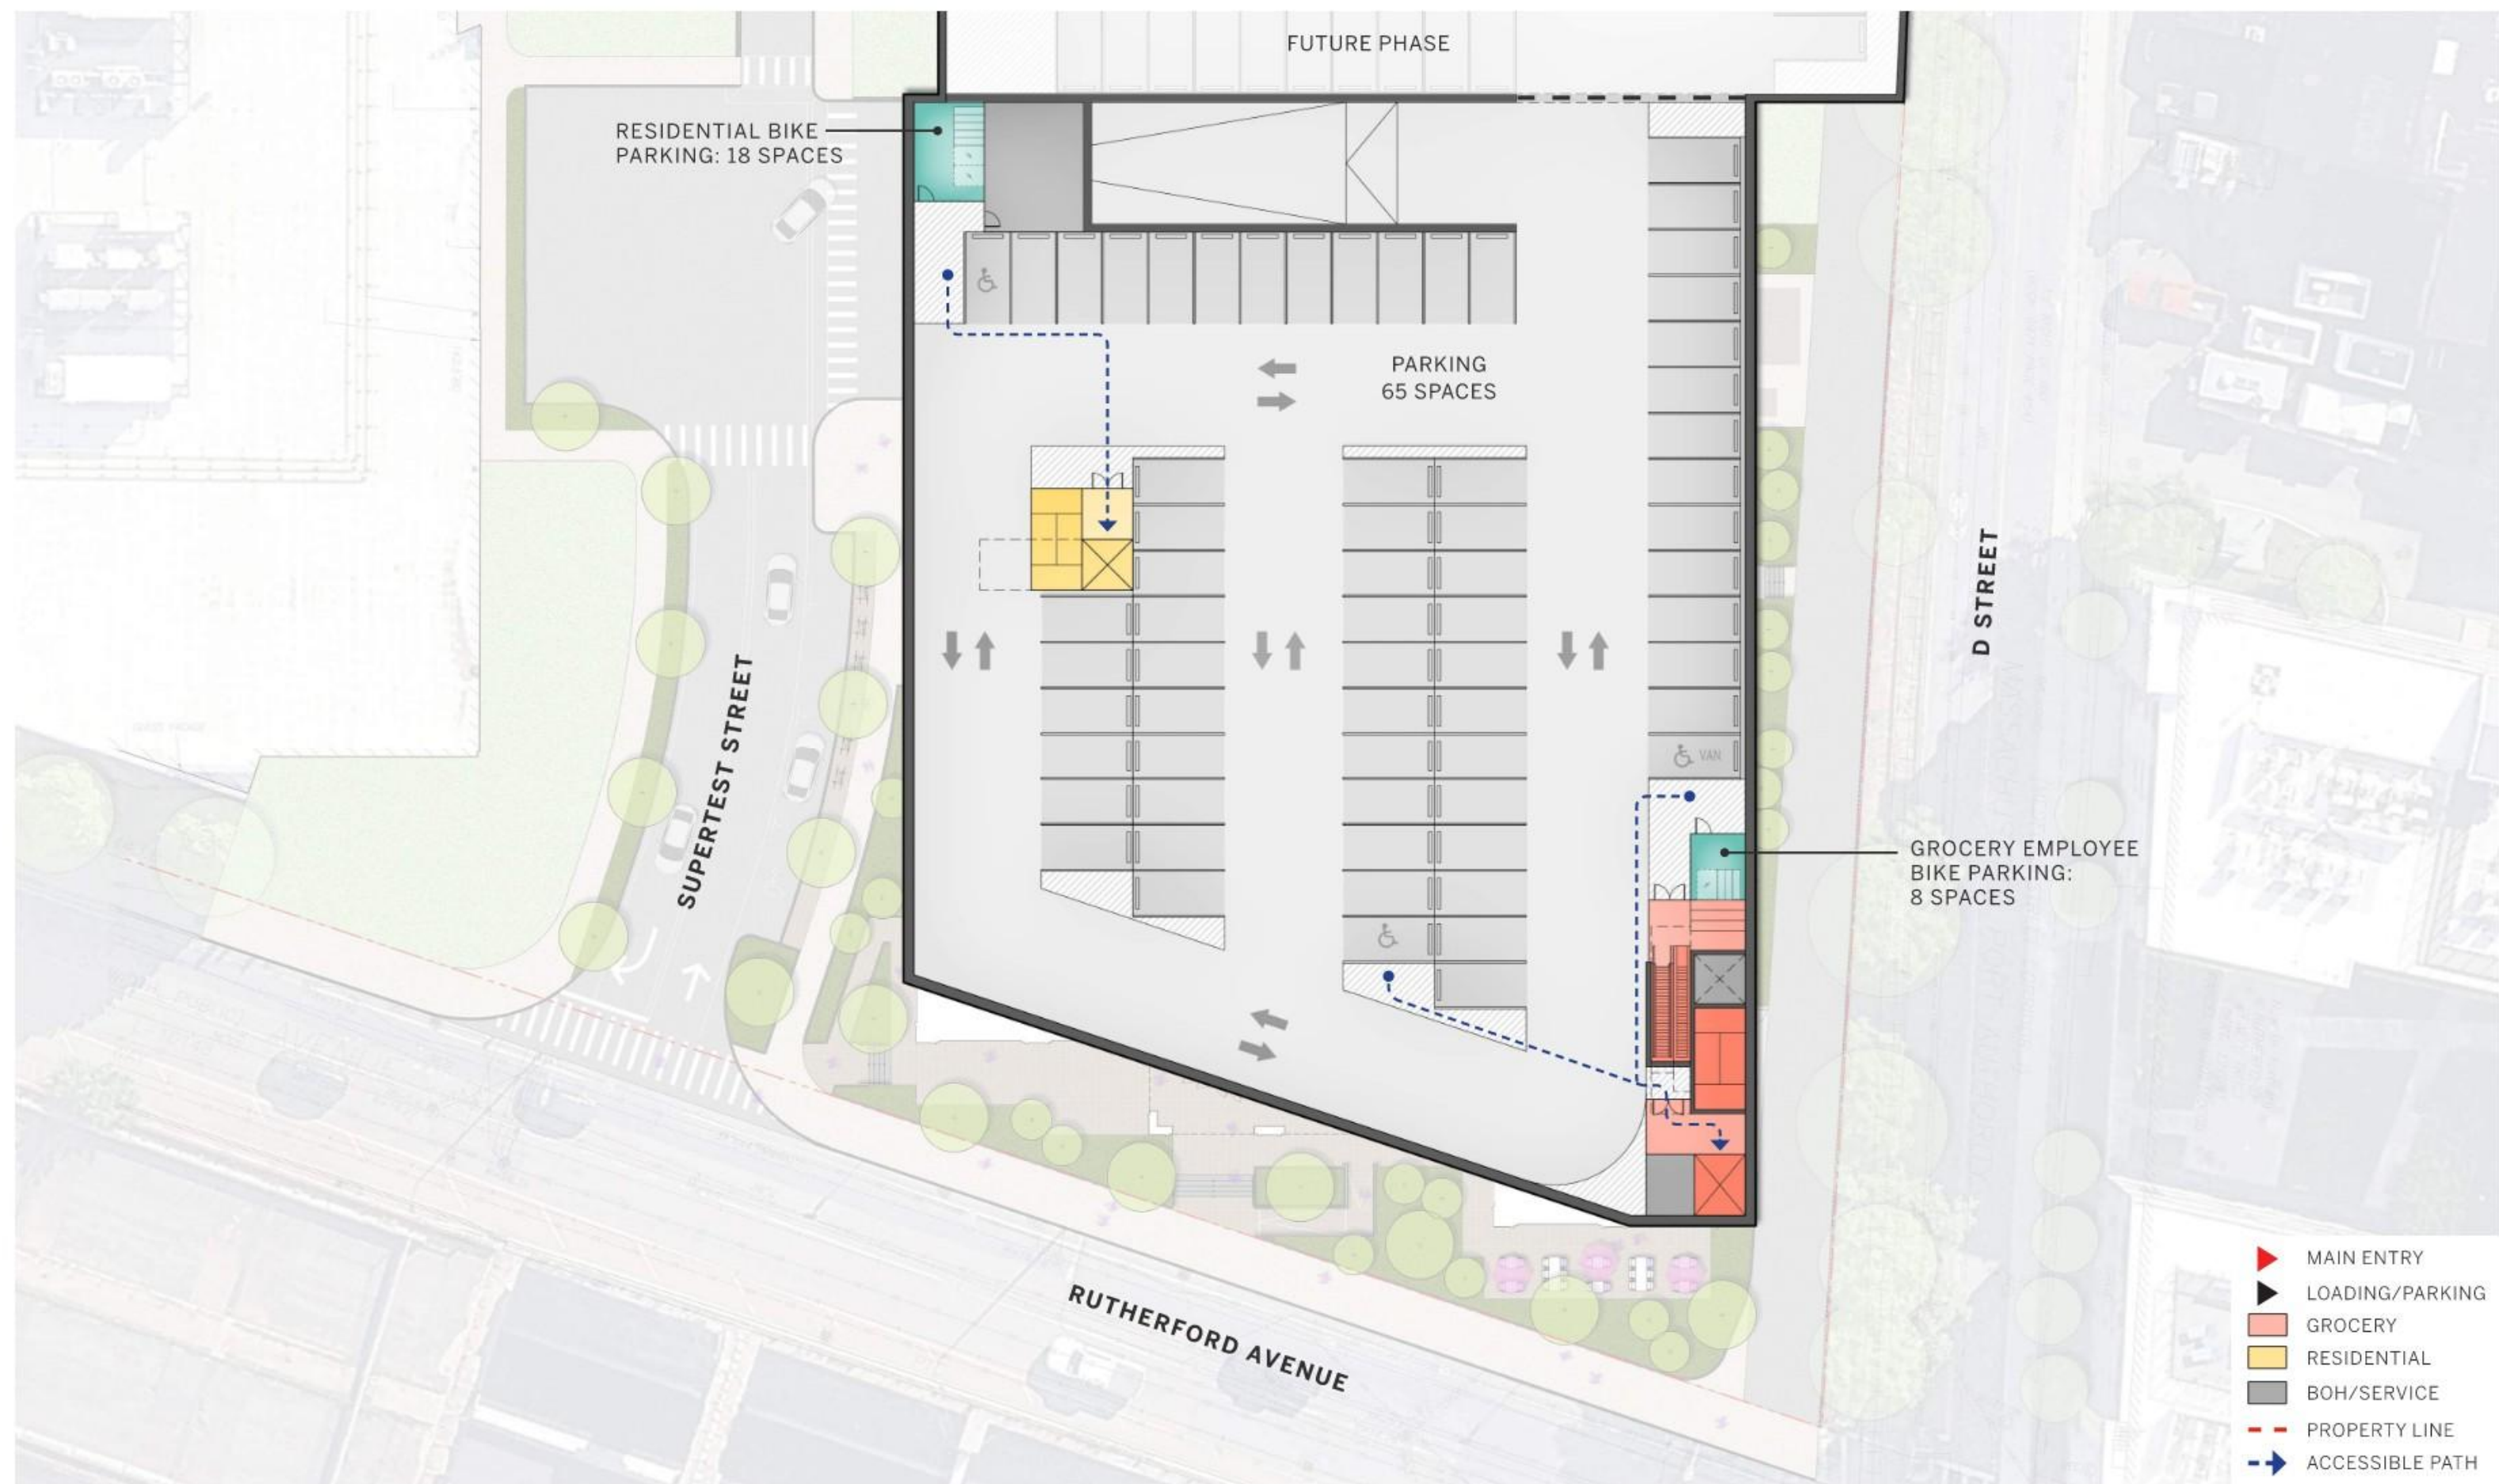 FUTURE PHASE
RESIDENTIAL BIKE
PARKING: 18 SPACES
PARKING
65 SPACES
D STREET
SUPERTEST STREET
VAN
GROCERY EMPLOYEE
BIKE PARKING:
8 SPACES
RUTHERFORD AVENUE
MAIN ENTRY
LOADING/PARKING
GROCERY
RESIDENTIAL
BOH/SERVICE
PROPERTY LINE
ACCESSIBLE PATH